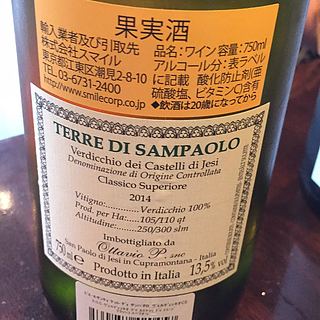 果実酒
輸入業者及び引取先
株式会社スマイル
東京都江東区潮見2-8-10
03-6731-2400
http://www.smilecorp.co.jp
品名:ワイン 容量:750ml
アルコール分:表ラベル
に記載 酸化防止剤(亜
硫酸塩、ビタミンC)含有
◆飲酒は20歳になってから
TERRE DI SAMPAOLO
Verdicchio dei Castelli di Jesi
Denominazione di Origine Controllata
Classico Superiore
2014
Vitigno:............Verdicchio 100%
Prod. per Ha:.....105/110 qt
Altitudine:.........250/300 slm
Imbottigliato da
Ottavio
San Paolo di Jesi in Cupramontana - Italia
750 ml e
Prodotto in Italia
13,5% vol